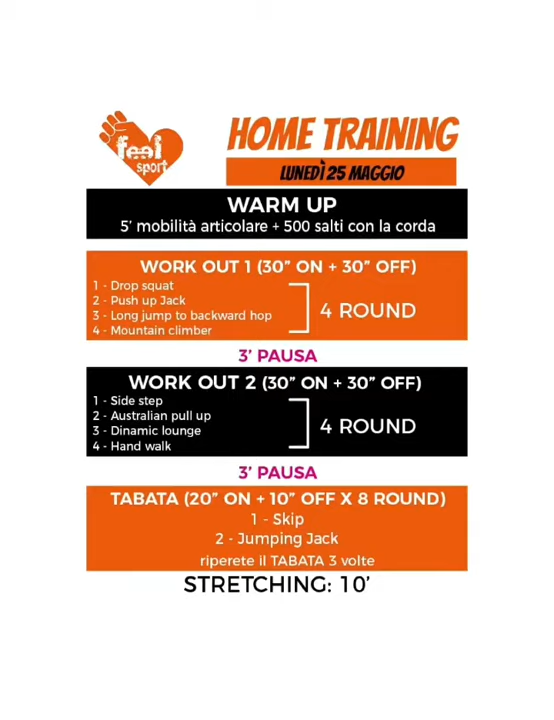 feel
sport
HOME TRAINING
LUNEDÌ 25 MAGGIO
WARM UP
5’ mobilità articolare + 500 salti con la corda
WORK OUT 1 (30” ON + 30” OFF)
1 - Drop squat
2 - Push up Jack
3 - Long jump to backward hop
4 - Mountain climber
4 ROUND
3’ PAUSA
WORK OUT 2 (30” ON + 30” OFF)
1 - Side step
2 - Australian pull up
3 - Dinamic lounge
4 - Hand walk
4 ROUND
3’ PAUSA
TABATA (20” ON + 10” OFF X 8 ROUND)
1 - Skip
2 - Jumping Jack
riperete il TABATA 3 volte
STRETCHING: 10’